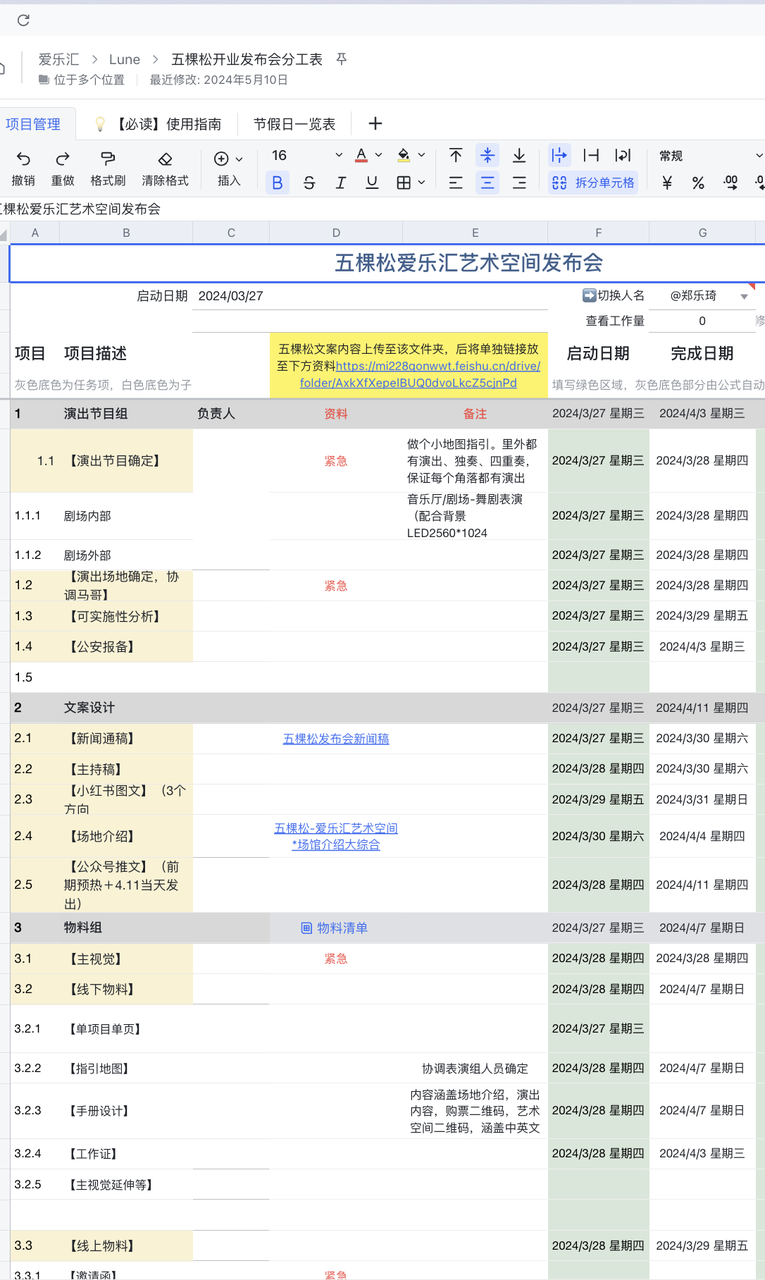 爱乐汇 > Lune > 五棵松开业发布会分工表
位于多个位置 | 最近修改: 2024年5月10日
项目管理 【必读】使用指南 节假日一览表 +
16 A 常规
撤销 重做 格式刷 清除格式 插入 B S I U 拆分单元格 ¥ % .00
棵松爱乐汇艺术空间发布会
A B C D E F G
五棵松爱乐汇艺术空间发布会
启动日期 2024/03/27 ➡️切换人名 @郑乐琦
查看工作量 0
项目 项目描述 五棵松文案内容上传至该文件夹，后将单独链接放 启动日期 完成日期
至下方资料https://mi228qonwwt.feishu.cn/drive/
folder/AxkXfXepelBUQ0dvoLkcZ5cjnPd
灰色底色为任务项，白色底色为子 填写绿色区域，灰色底色部分由公式自动
1 演出节目组 负责人 资料 备注 2024/3/27 星期三 2024/4/3 星期三
1.1 【演出节目确定】 紧急 做个小地图指引。里外都 2024/3/27 星期三 2024/3/28 星期四
有演出、独奏、四重奏，
保证每个角落都有演出
1.1.1 剧场内部 音乐厅/剧场-舞剧表演 2024/3/27 星期三 2024/3/28 星期四
（配合背景
LED2560*1024
1.1.2 剧场外部 2024/3/27 星期三 2024/3/28 星期四
1.2 【演出场地确定，协 紧急 2024/3/27 星期三 2024/3/28 星期四
调马哥】
1.3 【可实施性分析】 2024/3/27 星期三 2024/3/29 星期五
1.4 【公安报备】 2024/3/27 星期三 2024/4/3 星期三
1.5
2 文案设计 2024/3/27 星期三 2024/4/11 星期四
2.1 【新闻通稿】 五棵松发布会新闻稿 2024/3/27 星期三 2024/3/30 星期六
2.2 【主持稿】 2024/3/28 星期四 2024/3/30 星期六
2.3 【小红书图文】（3个 2024/3/29 星期五 2024/3/31 星期日
方向
2.4 【场地介绍】 五棵松-爱乐汇艺术空间 2024/3/30 星期六 2024/4/4 星期四
*场馆介绍大综合
2.5 【公众号推文】（前 2024/3/28 星期四 2024/4/11 星期四
期预热＋4.11当天发
出）
3 物料组 物料清单 2024/3/27 星期三 2024/4/7 星期日
3.1 【主视觉】 紧急 2024/3/28 星期四 2024/3/28 星期四
3.2 【线下物料】 2024/3/28 星期四 2024/4/7 星期日
3.2.1 【单项目单页】 2024/3/27 星期三
3.2.2 【指引地图】 协调表演组人员确定 2024/3/28 星期四 2024/4/7 星期日
3.2.3 【手册设计】 内容涵盖场地介绍，演出 2024/3/28 星期四 2024/4/7 星期日
内容，购票二维码，艺术
空间二维码，涵盖中英文
3.2.4 【工作证】 2024/3/28 星期四 2024/4/3 星期三
3.2.5 【主视觉延伸等】
3.3 【线上物料】 2024/3/28 星期四 2024/3/29 星期五
3.3.1 【邀请函】 紧急